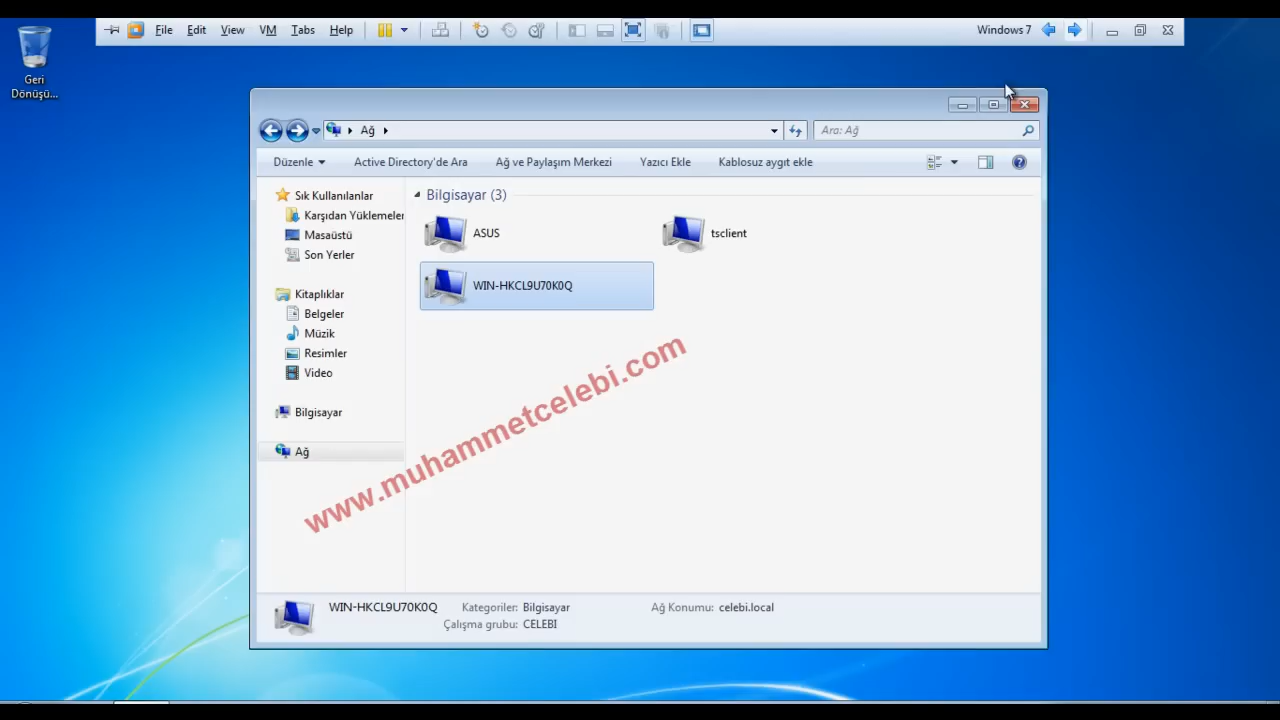 File Edit View VM Tabs Help
Windows 7
Geri
Dönüşü...
Ağ
Ara: Ağ
Düzenle Active Directory'de Ara Ağ ve Paylaşım Merkezi Yazıcı Ekle Kablosuz aygıt ekle
Sık Kullanılanlar
Karşıdan Yüklemeler
Masaüstü
Son Yerler
Kitaplıklar
Belgeler
Müzik
Resimler
Video
Bilgisayar
Ağ
Bilgisayar (3)
ASUS
tsclient
WIN-HKCL9U70K0Q
www.muhammetcelebi.com
WIN-HKCL9U70K0Q Kategoriler: Bilgisayar Ağ Konumu: celebi.local
Çalışma grubu: CELEBI